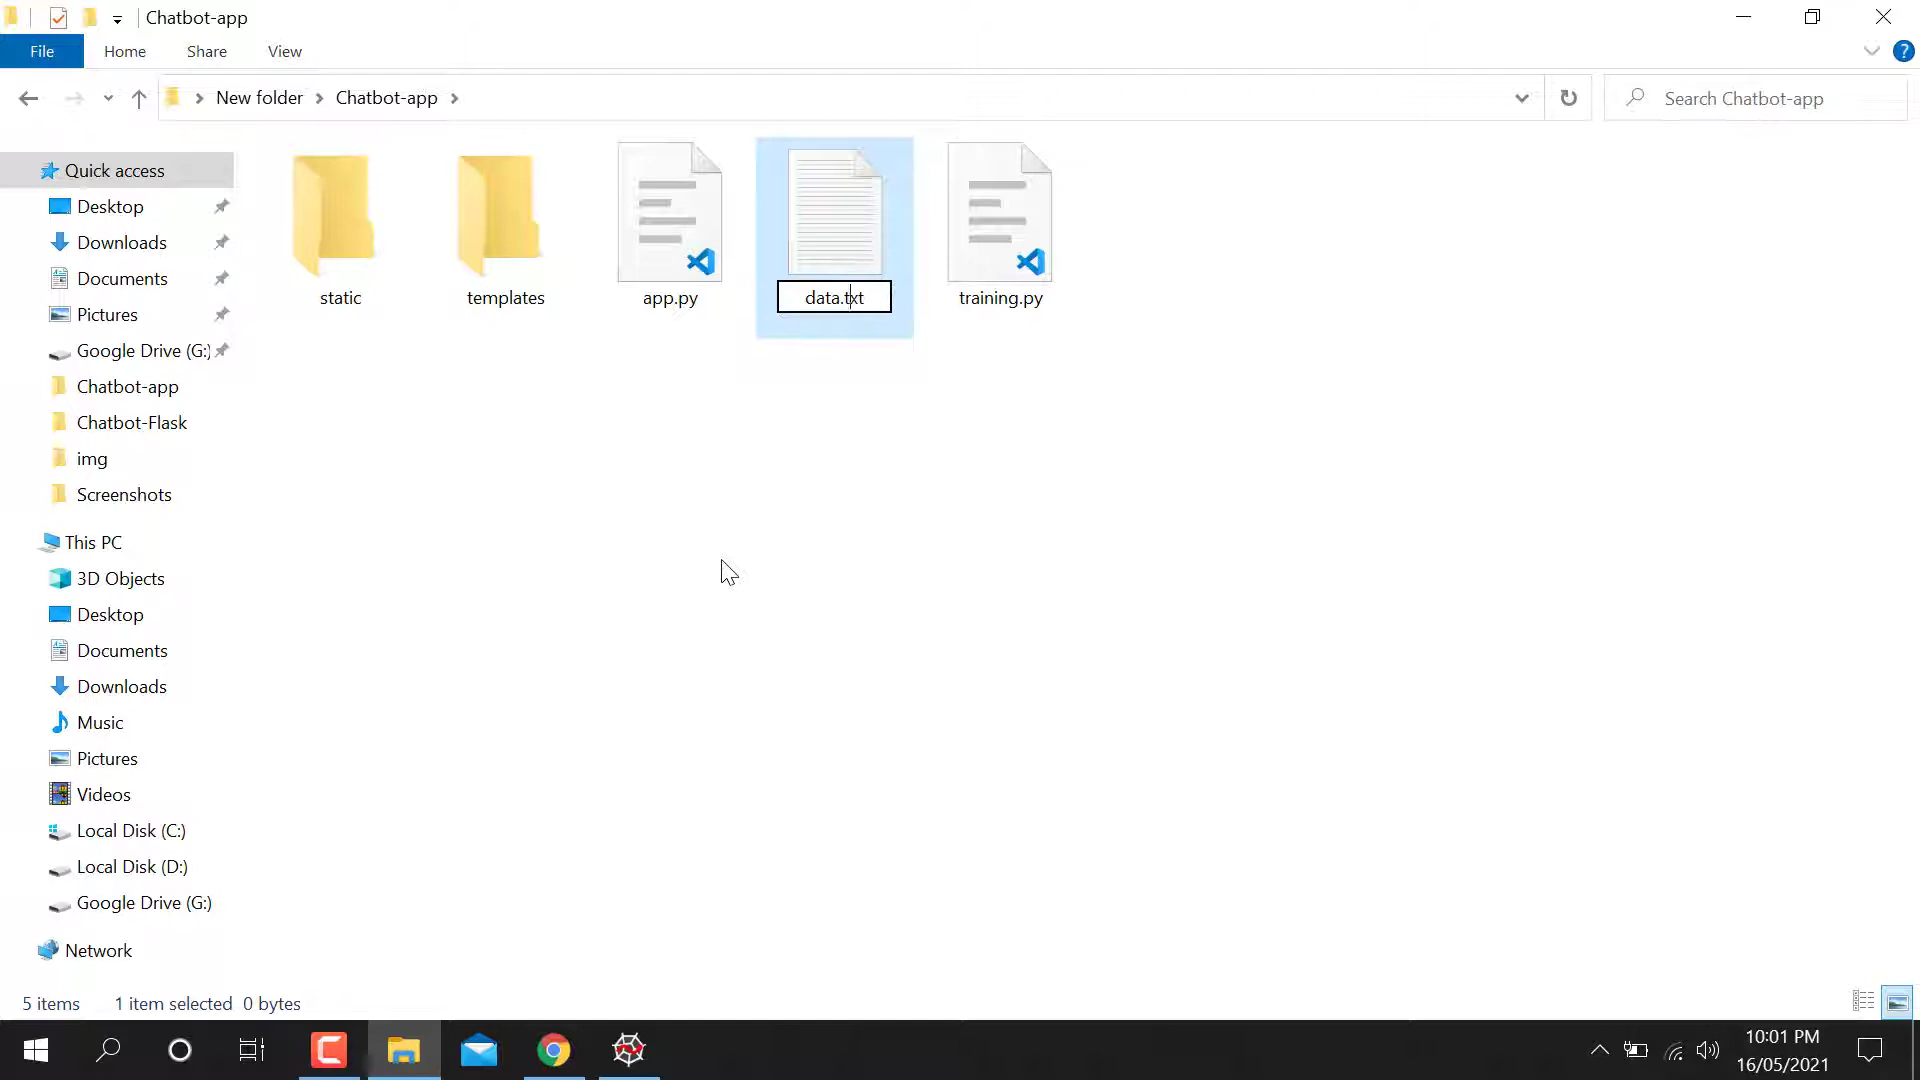 Chatbot-app
File Home Share View
New folder Chatbot-app
Search Chatbot-app
Quick access
Desktop
Downloads
Documents
Pictures
Google Drive (G:)
Chatbot-app
Chatbot-Flask
img
Screenshots
This PC
3D Objects
Desktop
Documents
Downloads
Music
Pictures
Videos
Local Disk (C:)
Local Disk (D:)
Google Drive (G:)
Network
static templates app.py data.txt training.py
5 items 1 item selected 0 bytes
10:01 PM
16/05/2021